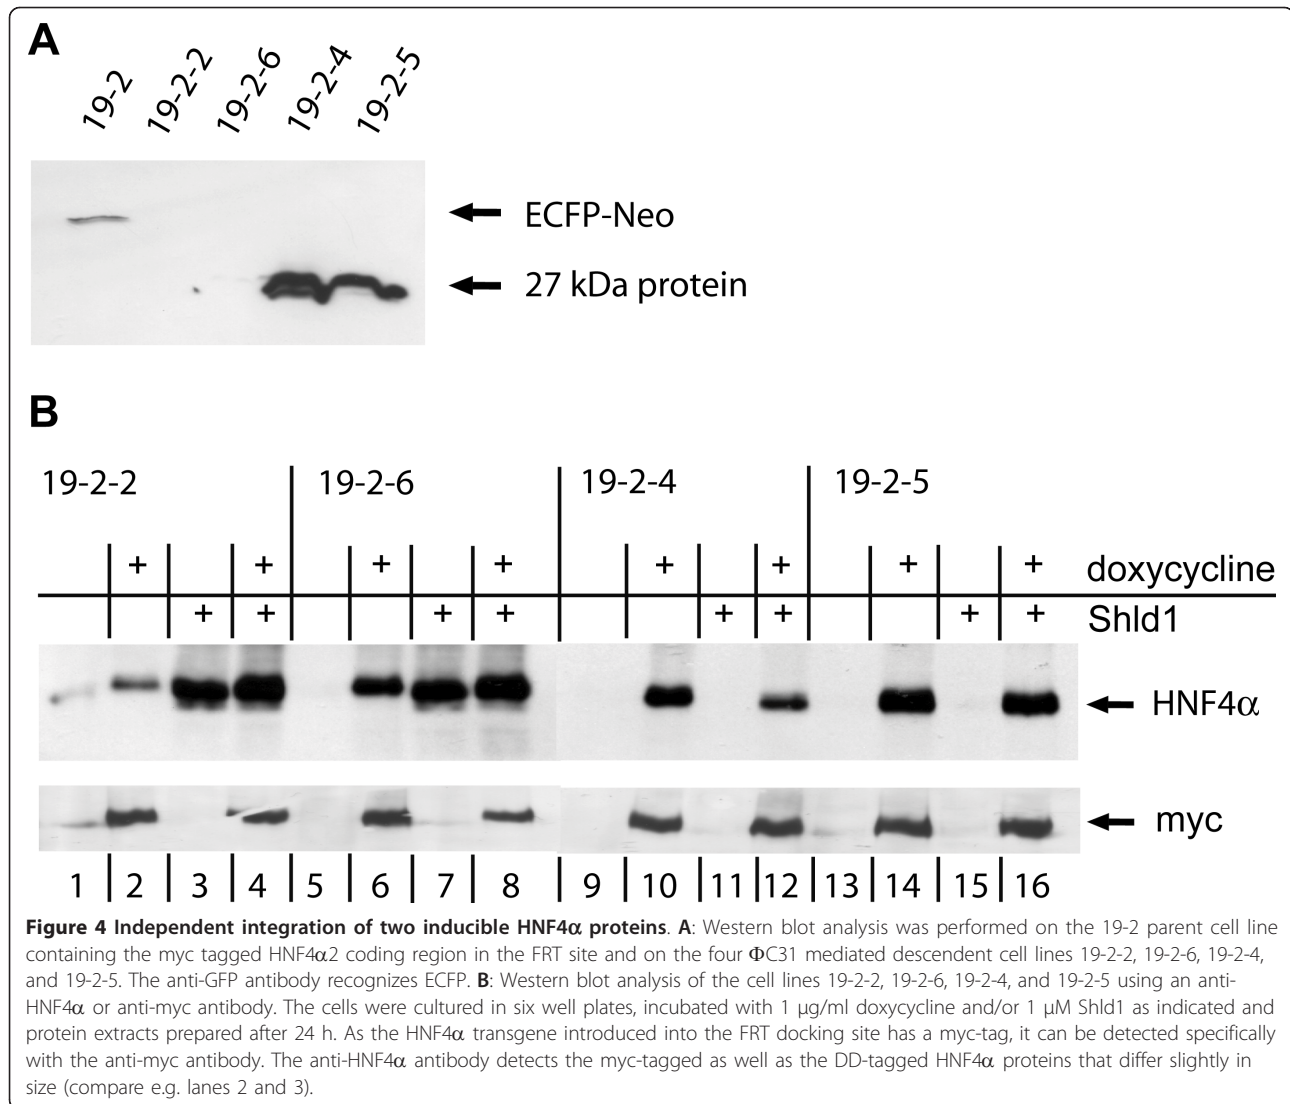 A
19-2 19-2-2 19-2-6 19-2-4 19-2-5
ECFP-Neo
27 kDa protein
B
19-2-2 19-2-6 19-2-4 19-2-5
+ + + + + + + + doxycycline
+ + + + + + + + Shld1
HNF4α
myc
1 2 3 4 5 6 7 8 9 10 11 12 13 14 15 16
Figure 4 Independent integration of two inducible HNF4α proteins. A: Western blot analysis was performed on the 19-2 parent cell line
containing the myc tagged HNF4α2 coding region in the FRT site and on the four ΦC31 mediated descendent cell lines 19-2-2, 19-2-6, 19-2-4,
and 19-2-5. The anti-GFP antibody recognizes ECFP. B: Western blot analysis of the cell lines 19-2-2, 19-2-6, 19-2-4, and 19-2-5 using an anti-
HNF4α or anti-myc antibody. The cells were cultured in six well plates, incubated with 1 μg/ml doxycycline and/or 1 μM Shld1 as indicated and
protein extracts prepared after 24 h. As the HNF4α transgene introduced into the FRT docking site has a myc-tag, it can be detected specifically
with the anti-myc antibody. The anti-HNF4α antibody detects the myc-tagged as well as the DD-tagged HNF4α proteins that differ slightly in
size (compare e.g. lanes 2 and 3).